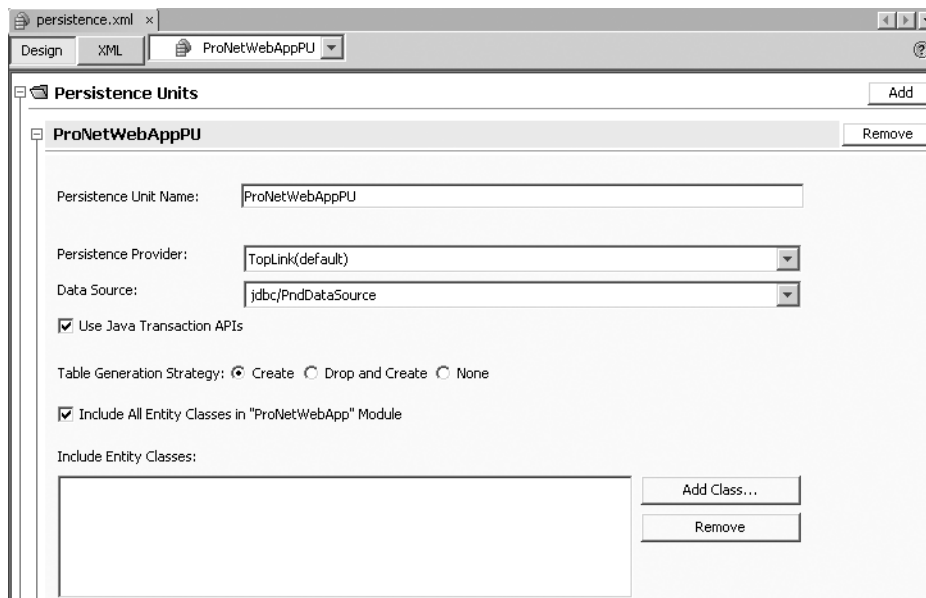 persistence.xml ×
Design XML ProNetWebAppPU
Persistence Units Add
ProNetWebAppPU Remove
Persistence Unit Name: ProNetWebAppPU
Persistence Provider: TopLink(default)
Data Source: jdbc/PndDataSource
Use Java Transaction APIs
Table Generation Strategy: Create Drop and Create None
Include All Entity Classes in "ProNetWebApp" Module
Include Entity Classes:
Add Class...
Remove